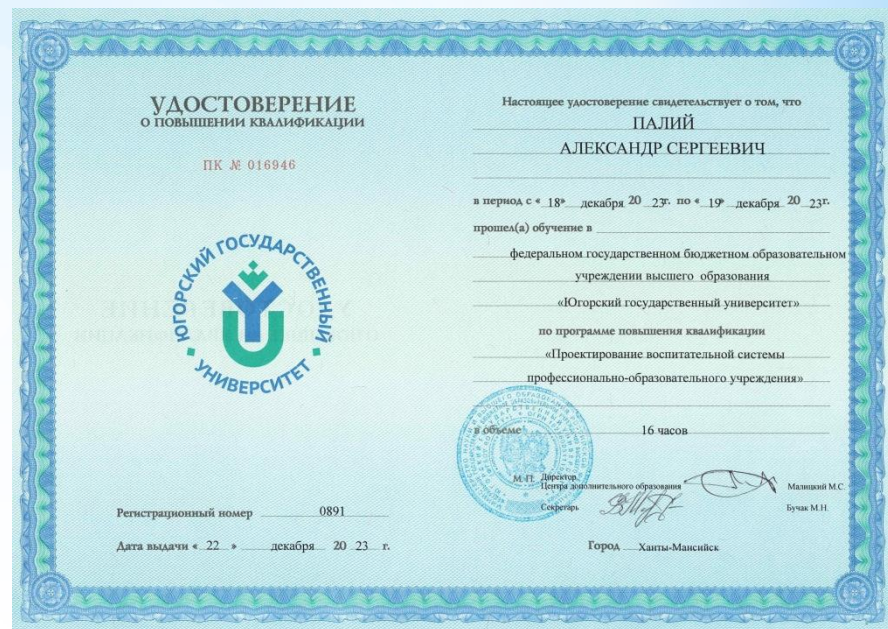 УДОСТОВЕРЕНИЕ
О ПОВЫШЕНИИ КВАЛИФИКАЦИИ
ПК № 016946
ЮГОРСКИЙ ГОСУДАРСТВЕННЫЙ
УНИВЕРСИТЕТ
Регистрационный номер 0891
Дата выдачи « 22 » декабря 20 23 г.
Настоящее удостоверение свидетельствует о том, что
ПАЛИЙ
АЛЕКСАНДР СЕРГЕЕВИЧ
в период с « 18» декабря 20 23г. по « 19» декабря 20 23г.
прошел(а) обучение в
федеральном государственном бюджетном образовательном
учреждении высшего образования
«Югорский государственный университет»
по программе повышения квалификации
«Проектирование воспитательной системы
профессионально-образовательного учреждения»
в объеме 16 часов
М. П. Директор
Центра дополнительного образования Малицкий М.С.
Секретарь Бучак М.Н.
Город Ханты-Мансийск